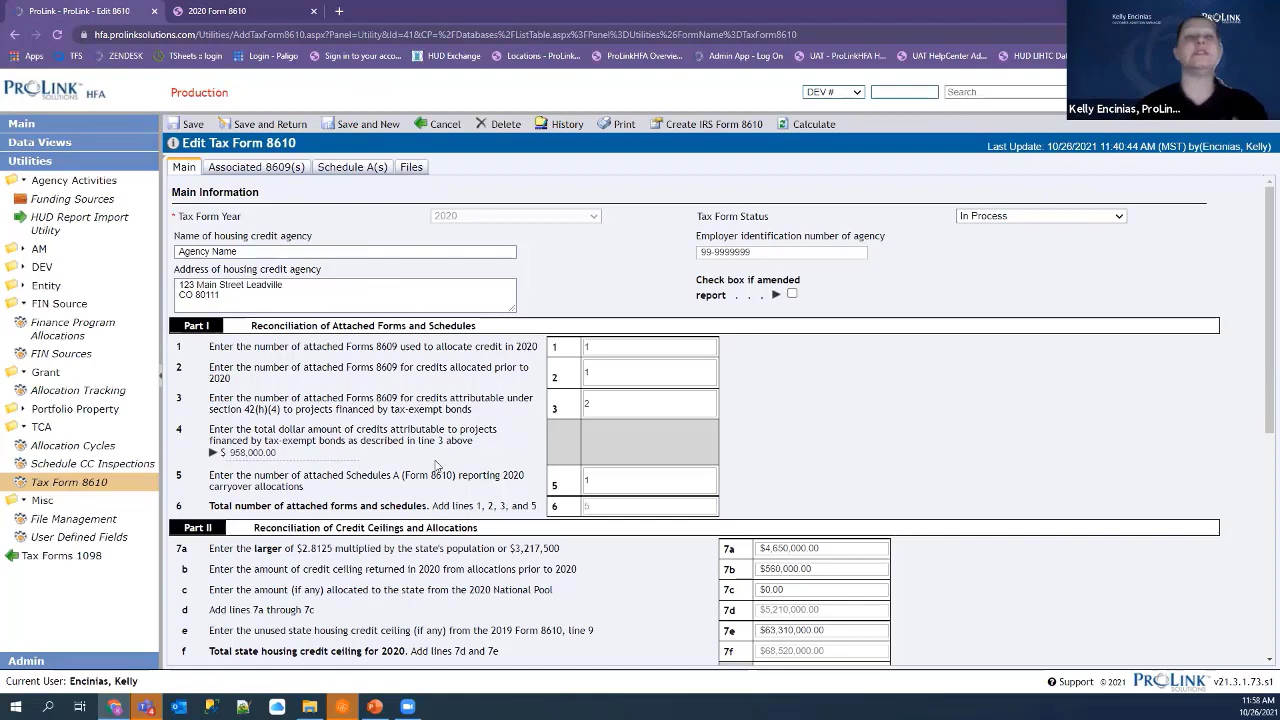 ProLink - ProLink - Edit 8610
2020 Form 8610
hfa.prolinksolutions.com/Utilities/AddTaxForm8610.aspx?Panel=Utility&Id=41&CUrl=Databases%2FListTable.aspx%3FPanel%3DUtilities%26FormName%3DTaxForm8610
Apps TFS ZENDESK TSheets :: login Login - Paligo Sign in to your acco... HUD Exchange Locations - ProLink... ProLinkHFA Overvie... Admin App - Log On UAT - ProLinkHFA H... UAT HelpCenter Ad... HUD LIHTC Dat
Kelly Encinias
PROLINK
Kelly Encinias, ProLin...
PROLINK SOLUTIONS HFA
Production
DEV #
Search...
Save Save and Return Save and New Cancel Delete History Print Create IRS Form 8610 Calculate
Edit Tax Form 8610
Last Update: 10/26/2021 11:40:44 AM (MST) by(Encinias, Kelly)
Main Associated 8609(s) Schedule A(s) Files
Main
Data Views
Utilities
Agency Activities
Funding Sources
HUD Report Import
Utility
AM
DEV
Entity
FIN Source
Finance Program
Allocations
FIN Sources
Grant
Allocation Tracking
Portfolio Property
TCA
Allocation Cycles
Schedule CC Inspections
Tax Form 8610
Misc
File Management
User Defined Fields
Tax Forms 1098
Admin
Main Information
* Tax Form Year 2020 Tax Form Status In Process
Name of housing credit agency Employer identification number of agency
Agency Name 99-9999999
Address of housing credit agency
123 Main Street Leadville
CO 80111
Check box if amended
report . . . ▶
Part I Reconciliation of Attached Forms and Schedules
1 Enter the number of attached Forms 8609 used to allocate credit in 2020 1 1
2 Enter the number of attached Forms 8609 for credits allocated prior to
2020 2 1
3 Enter the number of attached Forms 8609 for credits attributable under
section 42(h)(4) to projects financed by tax-exempt bonds 3 2
4 Enter the total dollar amount of credits attributable to projects
financed by tax-exempt bonds as described in line 3 above
▶ $ 958,000.00
5 Enter the number of attached Schedules A (Form 8610) reporting 2020
carryover allocations 5 1
6 Total number of attached forms and schedules. Add lines 1, 2, 3, and 5 6 5
Part II Reconciliation of Credit Ceilings and Allocations
7a Enter the larger of $2.8125 multiplied by the state's population or $3,217,500 7a $4,650,000.00
b Enter the amount of credit ceiling returned in 2020 from allocations prior to 2020 7b $560,000.00
c Enter the amount (if any) allocated to the state from the 2020 National Pool 7c $0.00
d Add lines 7a through 7c 7d $5,210,000.00
e Enter the unused state housing credit ceiling (if any) from the 2019 Form 8610, line 9 7e $63,310,000.00
f Total state housing credit ceiling for 2020. Add lines 7d and 7e 7f $68,520,000.00
Current User: Encinias, Kelly
Support © 2021 PROLINK SOLUTIONS v21.3.1.73.s1
11:58 AM
10/26/2021